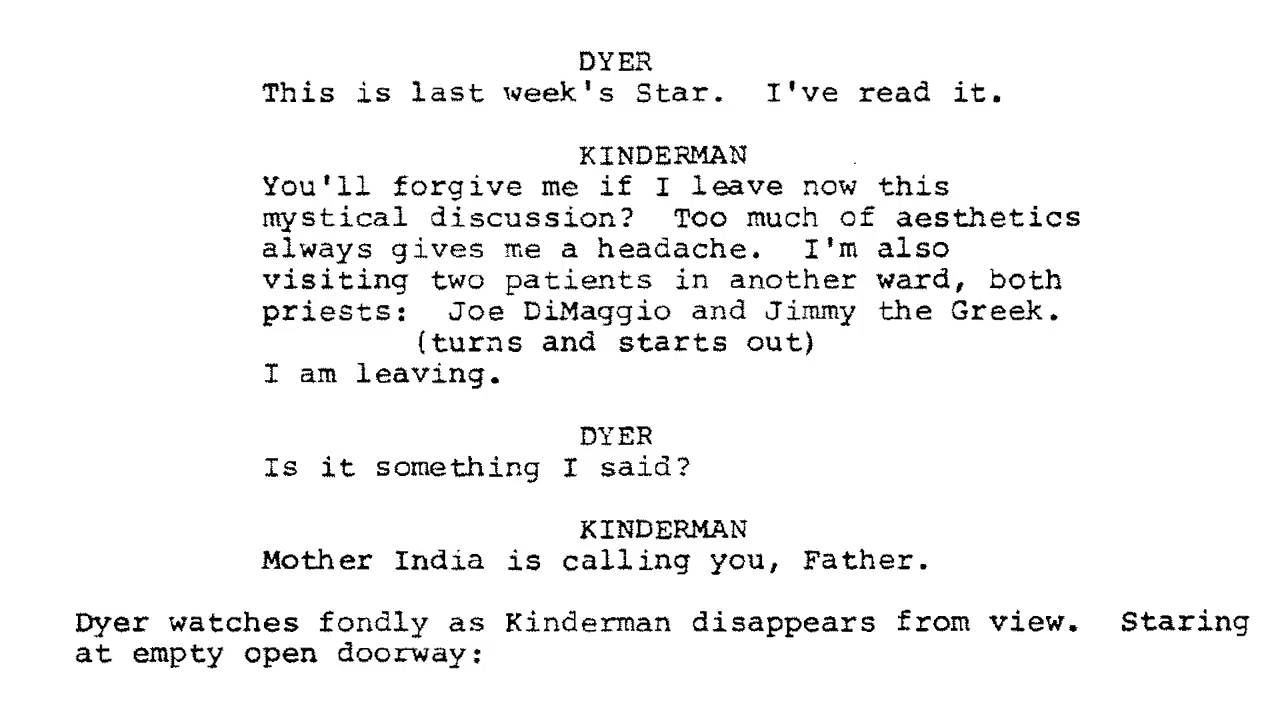 DYER
This is last week's Star. I've read it.
KINDERMAN
You'll forgive me if I leave now this
mystical discussion? Too much of aesthetics
always gives me a headache. I'm also
visiting two patients in another ward, both
priests: Joe DiMaggio and Jimmy the Greek.
(turns and starts out)
I am leaving.
DYER
Is it something I said?
KINDERMAN
Mother India is calling you, Father.
Dyer watches fondly as Kinderman disappears from view. Staring
at empty open doorway: